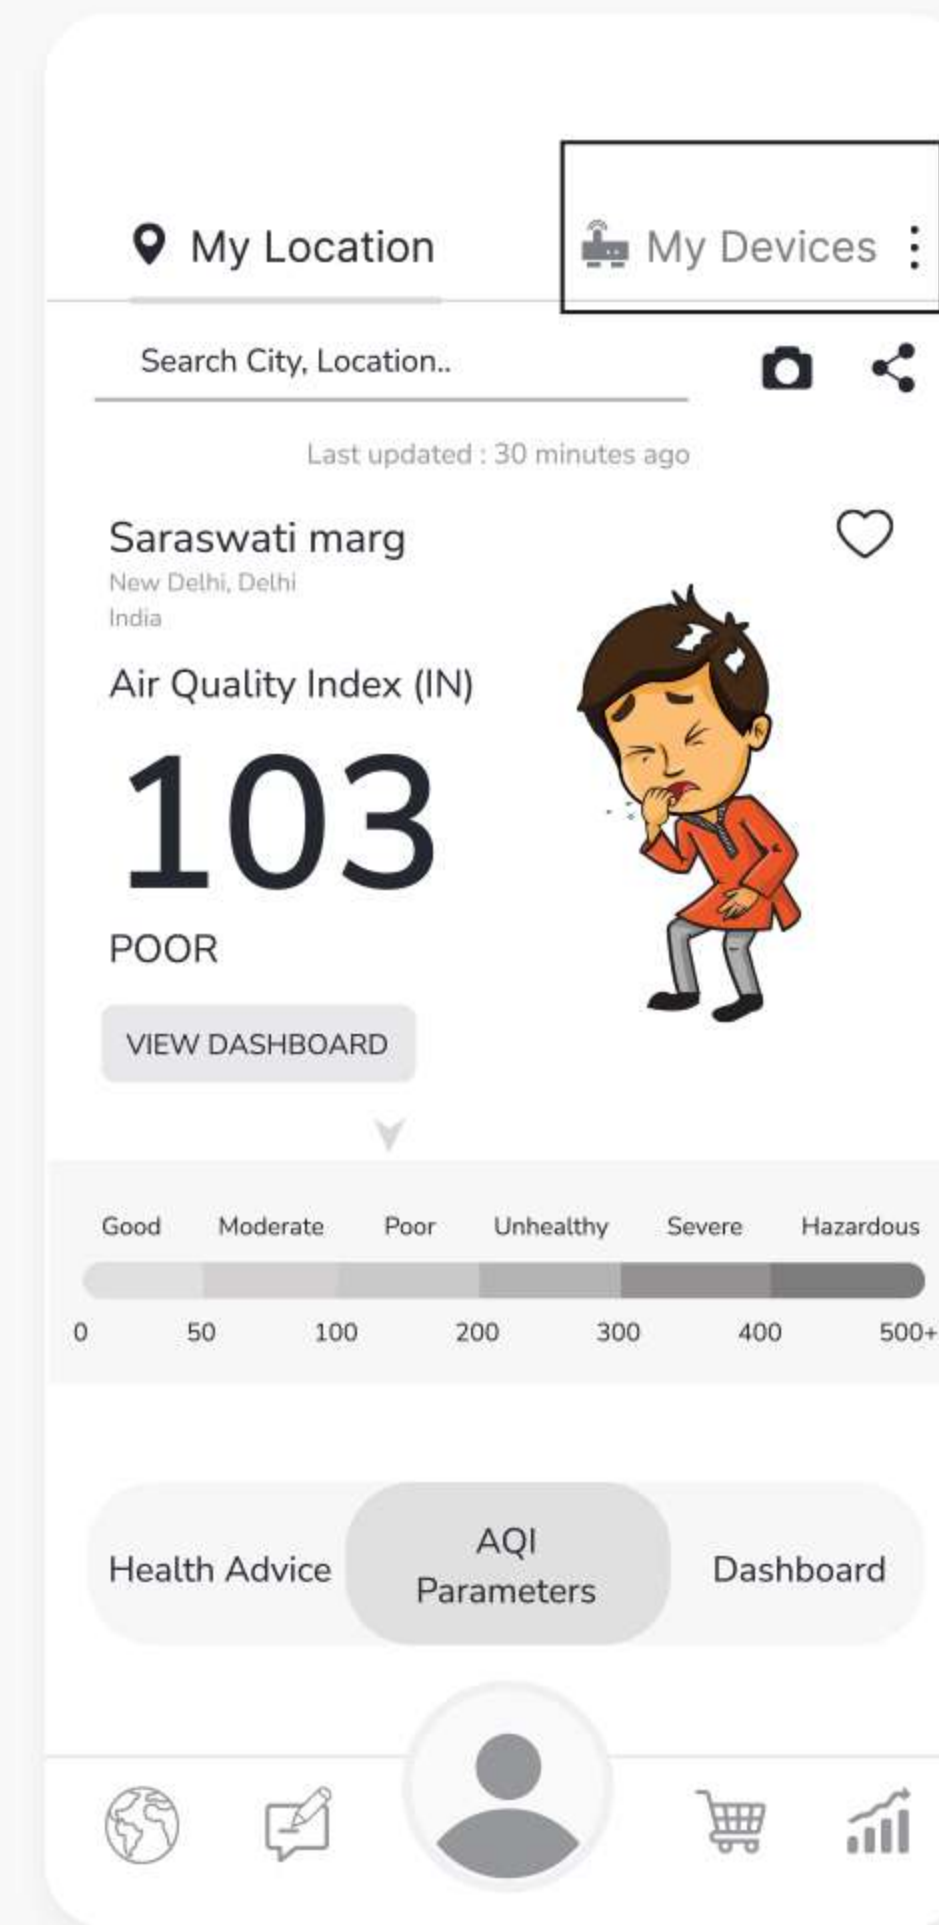 My Location
My Devices
Search City, Location..
Last updated : 30 minutes ago
Saraswati marg
New Delhi, Delhi
India
Air Quality Index (IN)
103
POOR
VIEW DASHBOARD
Good Moderate Poor Unhealthy Severe Hazardous
0 50 100 200 300 400 500+
Health Advice
AQI
Parameters
Dashboard